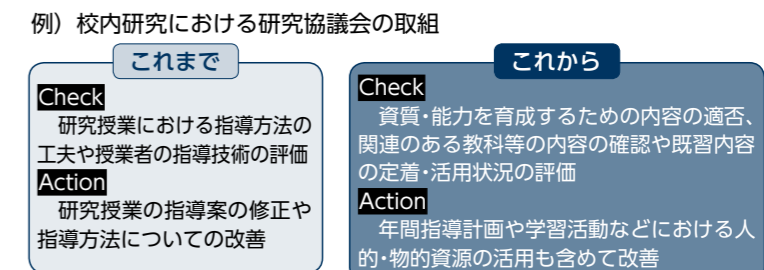 例）校内研究における研究協議会の取組
これまで
Check
研究授業における指導方法の
工夫や授業者の指導技術の評価
Action
研究授業の指導案の修正や
指導方法についての改善
これから
Check
資質・能力を育成するための内容の適否、
関連のある教科等の内容の確認や既習内容
の定着・活用状況の評価
Action
年間指導計画や学習活動などにおける人
的・物的資源の活用も含めて改善